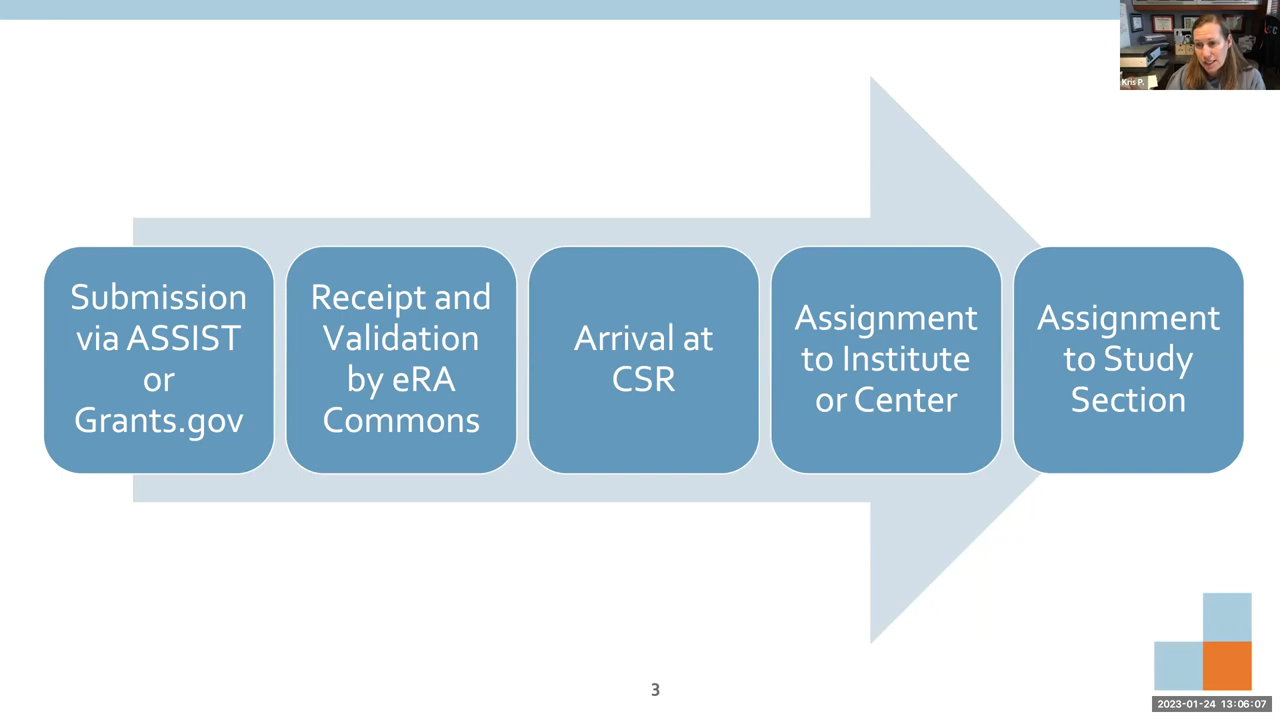 Kris P.
Submission
via ASSIST
or
Grants.gov
Receipt and
Validation
by eRA
Commons
Arrival at
CSR
Assignment
to Institute
or Center
Assignment
to Study
Section
3
2023-01-24 13:06:07